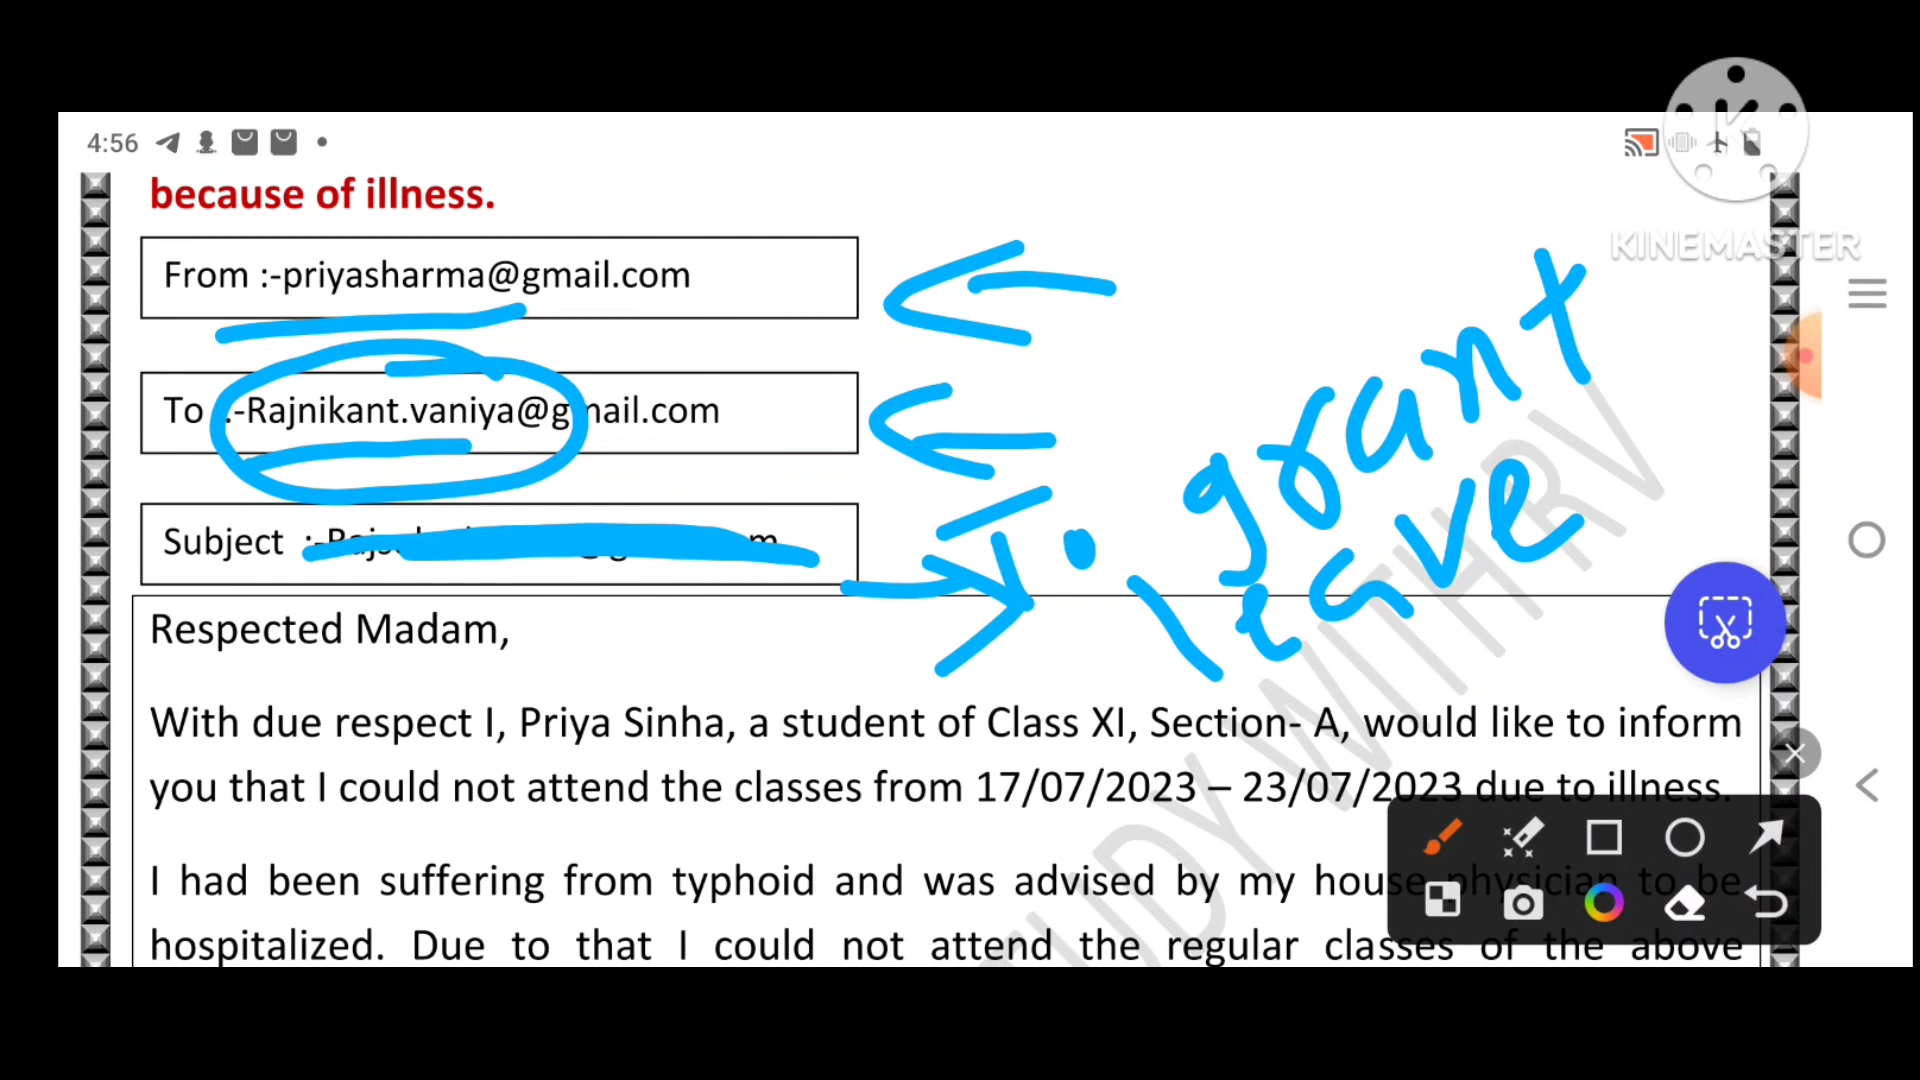 4:56
KINEMASTER
because of illness.
From :-priyasharma@gmail.com
To :-Rajnikant.vaniya@gmail.com
Subject :-
grant
leave
Respected Madam,
With due respect I, Priya Sinha, a student of Class XI, Section- A, would like to inform
you that I could not attend the classes from 17/07/2023 – 23/07/2023 due to illness.
I had been suffering from typhoid and was advised by my house physician to be
hospitalized. Due to that I could not attend the regular classes of the above
UDY WITH RV